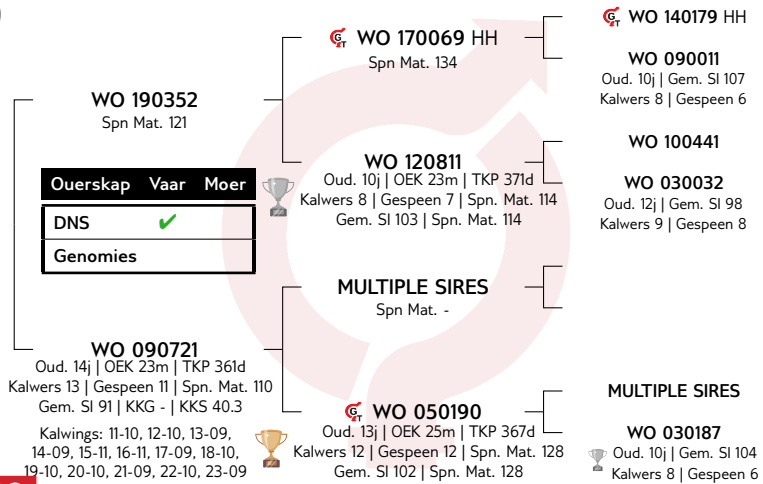 WO 190352
Spn Mat. 121
Ouerskap Vaar Moer
DNS ✔
Genomies
WO 090721
Oud. 14j | OEK 23m | TKP 361d
Kalwers 13 | Gespeen 11 | Spn. Mat. 110
Gem. SI 91 | KKG - | KKS 40.3
Kalwings: 11-10, 12-10, 13-09,
14-09, 15-11, 16-11, 17-09, 18-10,
19-10, 20-10, 21-09, 22-10, 23-09
GT WO 170069 HH
Spn Mat. 134
WO 120811
Oud. 10j | OEK 23m | TKP 371d
Kalwers 8 | Gespeen 7 | Spn. Mat. 114
Gem. SI 103 | Spn. Mat. 114
MULTIPLE SIRES
Spn Mat. -
GT WO 050190
Oud. 13j | OEK 25m | TKP 367d
Kalwers 12 | Gespeen 12 | Spn. Mat. 128
Gem. SI 102 | Spn. Mat. 128
GT WO 140179 HH
WO 090011
Oud. 10j | Gem. SI 107
Kalwers 8 | Gespeen 6
WO 100441
WO 030032
Oud. 12j | Gem. SI 98
Kalwers 9 | Gespeen 8
MULTIPLE SIRES
WO 030187
Oud. 10j | Gem. SI 104
Kalwers 8 | Gespeen 6